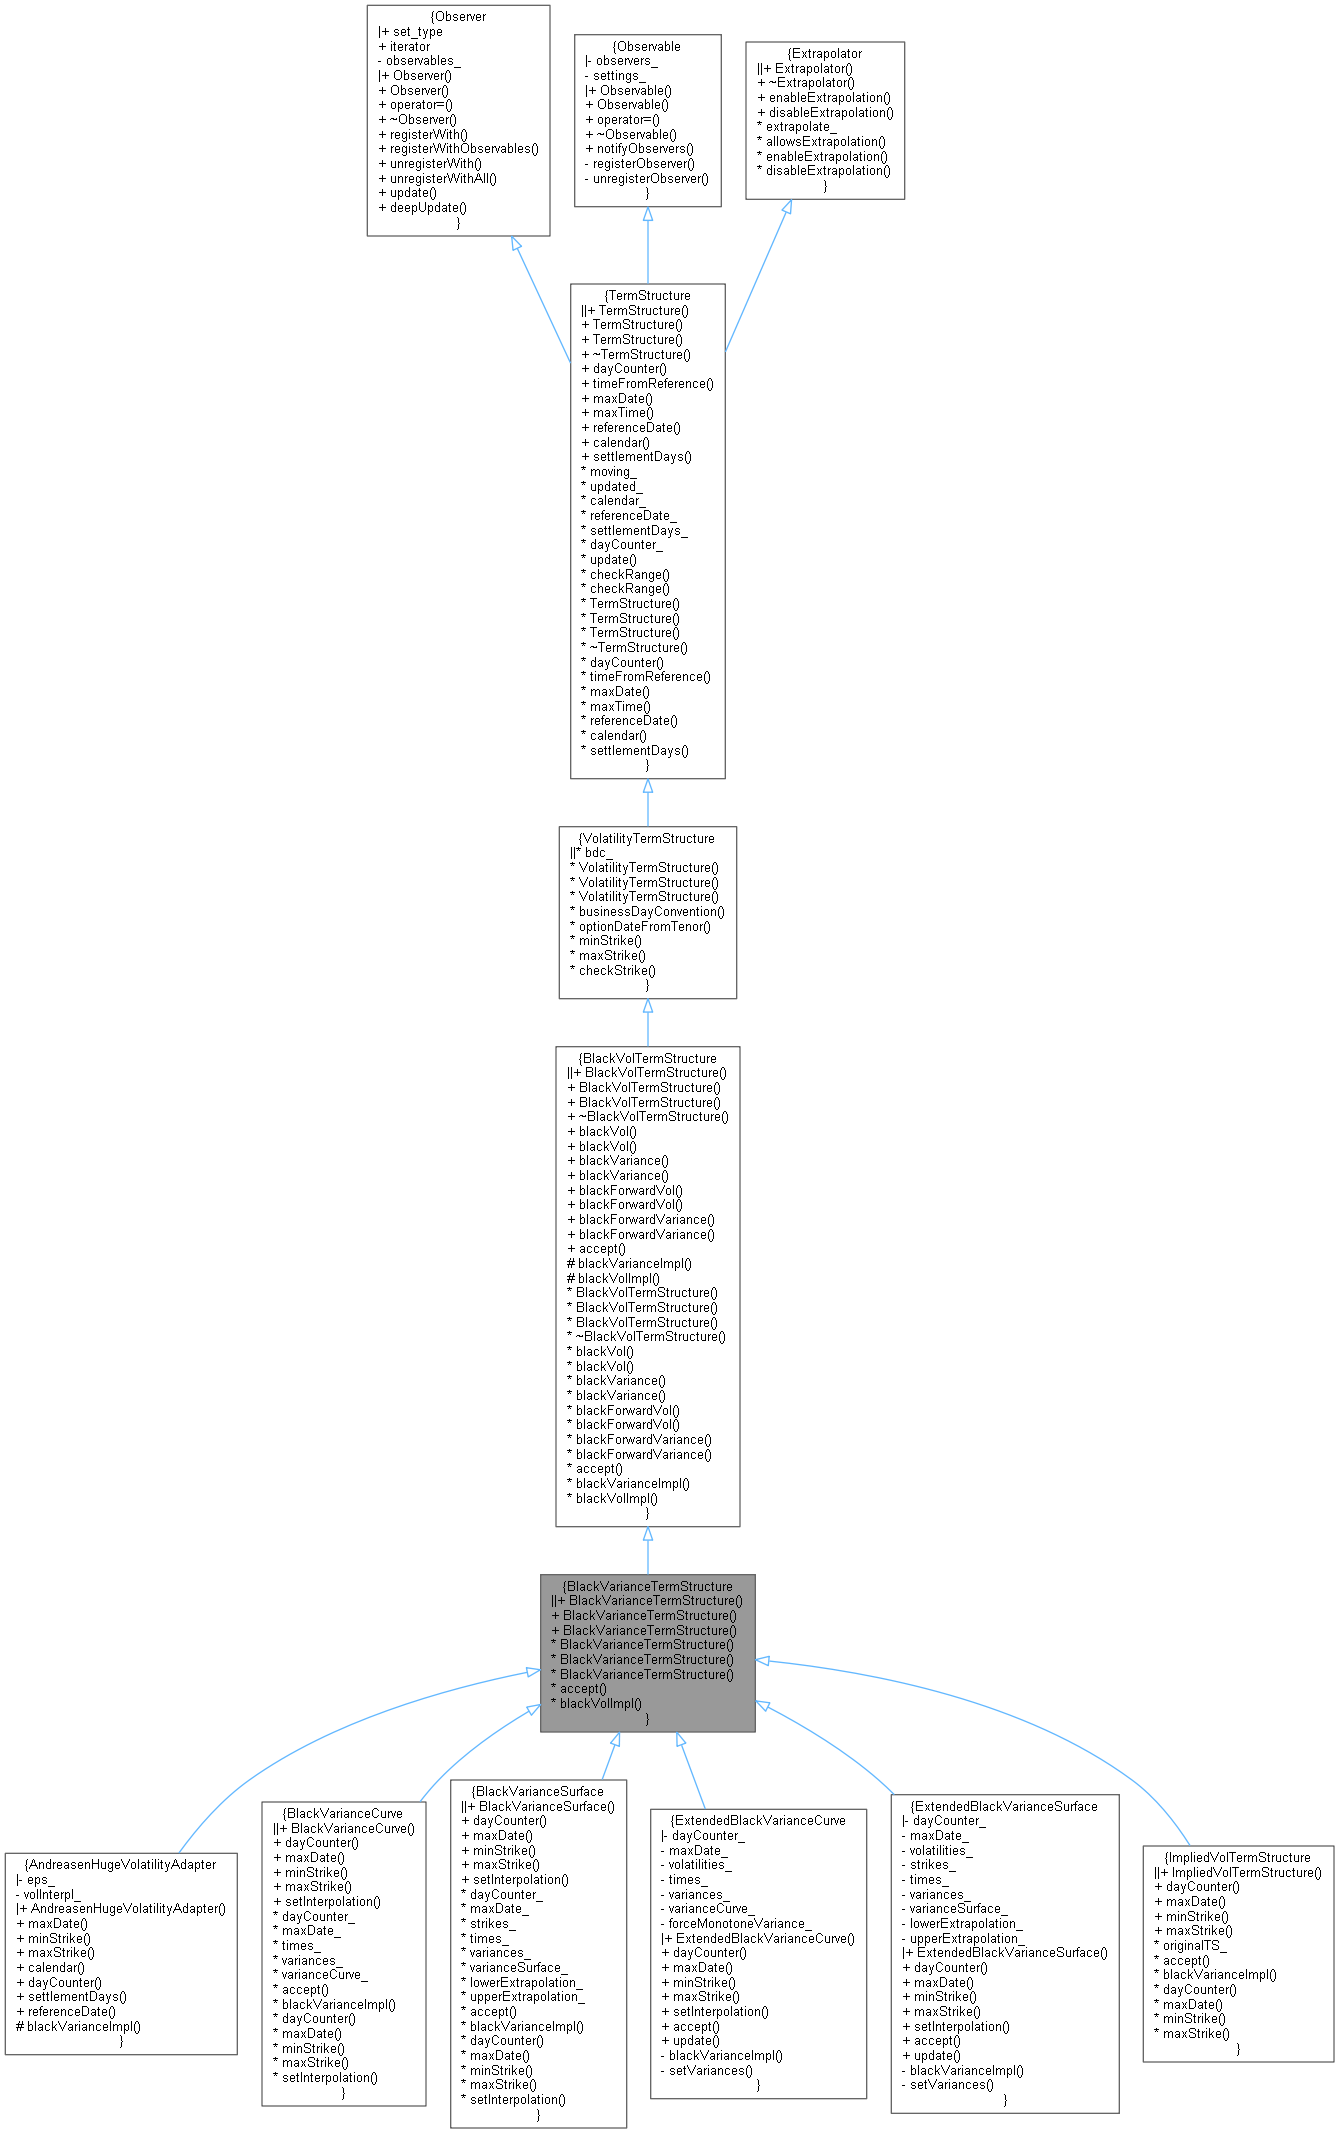 {Observer
|+ set_type
+ iterator
- observables_
|+ Observer()
+ Observer()
+ operator=()
+ ~Observer()
+ registerWith()
+ registerWithObservables()
+ unregisterWith()
+ unregisterWithAll()
+ update()
+ deepUpdate()
}
{Observable
|- observers_
- settings_
|+ Observable()
+ Observable()
+ operator=()
+ ~Observable()
+ notifyObservers()
- registerObserver()
- unregisterObserver()
}
{Extrapolator
||+ Extrapolator()
+ ~Extrapolator()
+ enableExtrapolation()
+ disableExtrapolation()
* extrapolate_
* allowsExtrapolation()
* enableExtrapolation()
* disableExtrapolation()
}
{TermStructure
||+ TermStructure()
+ TermStructure()
+ TermStructure()
+ ~TermStructure()
+ dayCounter()
+ timeFromReference()
+ maxDate()
+ maxTime()
+ referenceDate()
+ calendar()
+ settlementDays()
* moving_
* updated_
* calendar_
* referenceDate_
* settlementDays_
* dayCounter_
* update()
* checkRange()
* checkRange()
* TermStructure()
* TermStructure()
* TermStructure()
* ~TermStructure()
* dayCounter()
* timeFromReference()
* maxDate()
* maxTime()
* referenceDate()
* calendar()
* settlementDays()
}
{VolatilityTermStructure
||* bdc_
* VolatilityTermStructure()
* VolatilityTermStructure()
* VolatilityTermStructure()
* businessDayConvention()
* optionDateFromTenor()
* minStrike()
* maxStrike()
* checkStrike()
}
{BlackVolTermStructure
||+ BlackVolTermStructure()
+ BlackVolTermStructure()
+ BlackVolTermStructure()
+ ~BlackVolTermStructure()
+ blackVol()
+ blackVol()
+ blackVariance()
+ blackVariance()
+ blackForwardVol()
+ blackForwardVol()
+ blackForwardVariance()
+ blackForwardVariance()
+ accept()
# blackVarianceImpl()
# blackVolImpl()
* BlackVolTermStructure()
* BlackVolTermStructure()
* BlackVolTermStructure()
* ~BlackVolTermStructure()
* blackVol()
* blackVol()
* blackVariance()
* blackVariance()
* blackForwardVol()
* blackForwardVol()
* blackForwardVariance()
* blackForwardVariance()
* accept()
* blackVarianceImpl()
* blackVolImpl()
}
{BlackVarianceTermStructure
||+ BlackVarianceTermStructure()
+ BlackVarianceTermStructure()
+ BlackVarianceTermStructure()
* BlackVarianceTermStructure()
* BlackVarianceTermStructure()
* BlackVarianceTermStructure()
* accept()
* blackVolImpl()
}
{AndreasenHugeVolatilityAdapter
|- eps_
- volInterpl_
|+ AndreasenHugeVolatilityAdapter()
+ maxDate()
+ minStrike()
+ maxStrike()
+ calendar()
+ dayCounter()
+ settlementDays()
+ referenceDate()
# blackVarianceImpl()
}
{BlackVarianceCurve
||+ BlackVarianceCurve()
+ dayCounter()
+ maxDate()
+ minStrike()
+ maxStrike()
+ setInterpolation()
* dayCounter_
* maxDate_
* times_
* variances_
* varianceCurve_
* accept()
* blackVarianceImpl()
* dayCounter()
* maxDate()
* minStrike()
* maxStrike()
* setInterpolation()
}
{BlackVarianceSurface
||+ BlackVarianceSurface()
+ dayCounter()
+ maxDate()
+ minStrike()
+ maxStrike()
+ setInterpolation()
* dayCounter_
* maxDate_
* strikes_
* times_
* variances_
* varianceSurface_
* lowerExtrapolation_
* upperExtrapolation_
* accept()
* blackVarianceImpl()
* dayCounter()
* maxDate()
* minStrike()
* maxStrike()
* setInterpolation()
}
{ExtendedBlackVarianceCurve
|- dayCounter_
- maxDate_
- volatilities_
- times_
- variances_
- varianceCurve_
- forceMonotoneVariance_
|+ ExtendedBlackVarianceCurve()
+ dayCounter()
+ maxDate()
+ minStrike()
+ maxStrike()
+ setInterpolation()
+ accept()
+ update()
- blackVarianceImpl()
- setVariances()
}
{ExtendedBlackVarianceSurface
|- dayCounter_
- maxDate_
- volatilities_
- strikes_
- times_
- variances_
- varianceSurface_
- lowerExtrapolation_
- upperExtrapolation_
|+ ExtendedBlackVarianceSurface()
+ dayCounter()
+ maxDate()
+ minStrike()
+ maxStrike()
+ setInterpolation()
+ accept()
+ update()
- blackVarianceImpl()
- setVariances()
}
{ImpliedVolTermStructure
||+ ImpliedVolTermStructure()
+ dayCounter()
+ maxDate()
+ minStrike()
+ maxStrike()
* originalTS_
* accept()
* blackVarianceImpl()
* dayCounter()
* maxDate()
* minStrike()
* maxStrike()
}